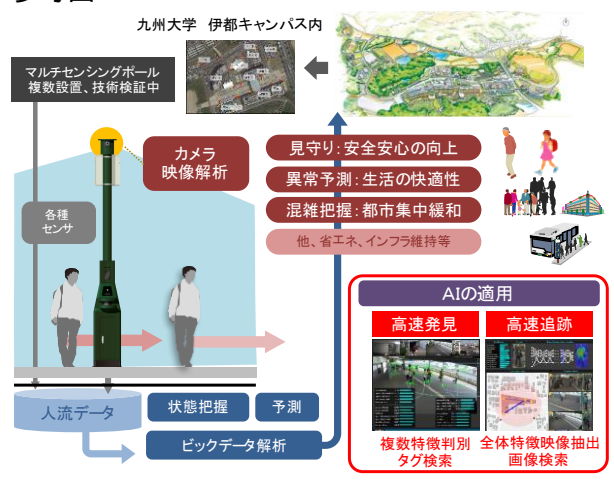 九州大学 伊都キャンパス内
マルチセンシングポール
複数設置、技術検証中
カメラ
映像解析
各種
センサ
見守り：安全安心の向上
異常予測：生活の快適性
混雑把握：都市集中緩和
他、省エネ、インフラ維持等
人流データ
状態把握
予測
ビックデータ解析
AIの適用
高速発見
高速追跡
複数特徴判別
タグ検索
全体特徴映像抽出
画像検索